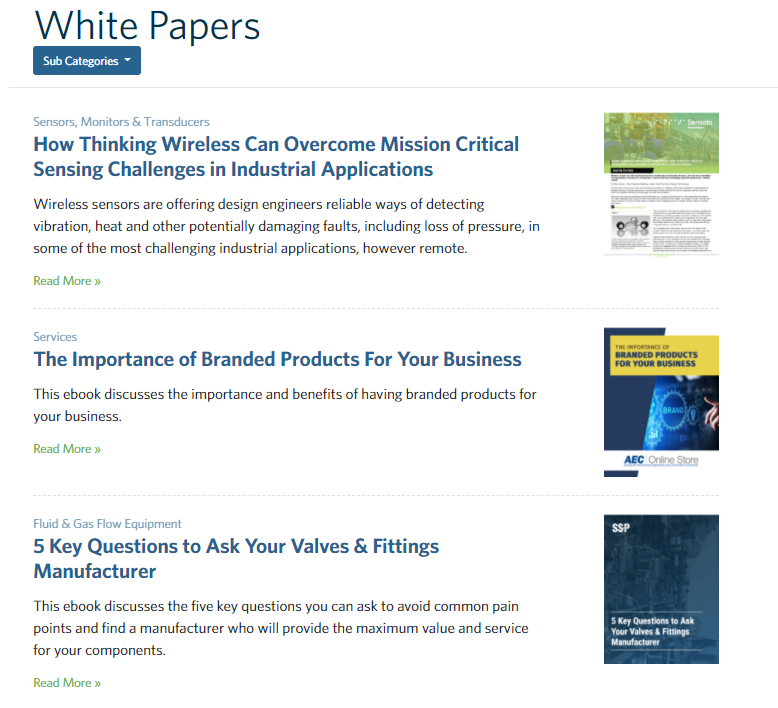 White Papers
Sub Categories
Sensors, Monitors & Transducers
How Thinking Wireless Can Overcome Mission Critical
Sensing Challenges in Industrial Applications
Wireless sensors are offering design engineers reliable ways of detecting
vibration, heat and other potentially damaging faults, including loss of pressure, in
some of the most challenging industrial applications, however remote.
Read More »
Sensata
WHITE PAPER
Services
The Importance of Branded Products For Your Business
This ebook discusses the importance and benefits of having branded products for
your business.
Read More »
THE IMPORTANCE OF
BRANDED PRODUCTS
FOR YOUR BUSINESS
BRAND
AEC Online Store
Fluid & Gas Flow Equipment
5 Key Questions to Ask Your Valves & Fittings
Manufacturer
This ebook discusses the five key questions you can ask to avoid common pain
points and find a manufacturer who will provide the maximum value and service
for your components.
Read More »
SSP
5 Key Questions to Ask
Your Valves & Fittings
Manufacturer